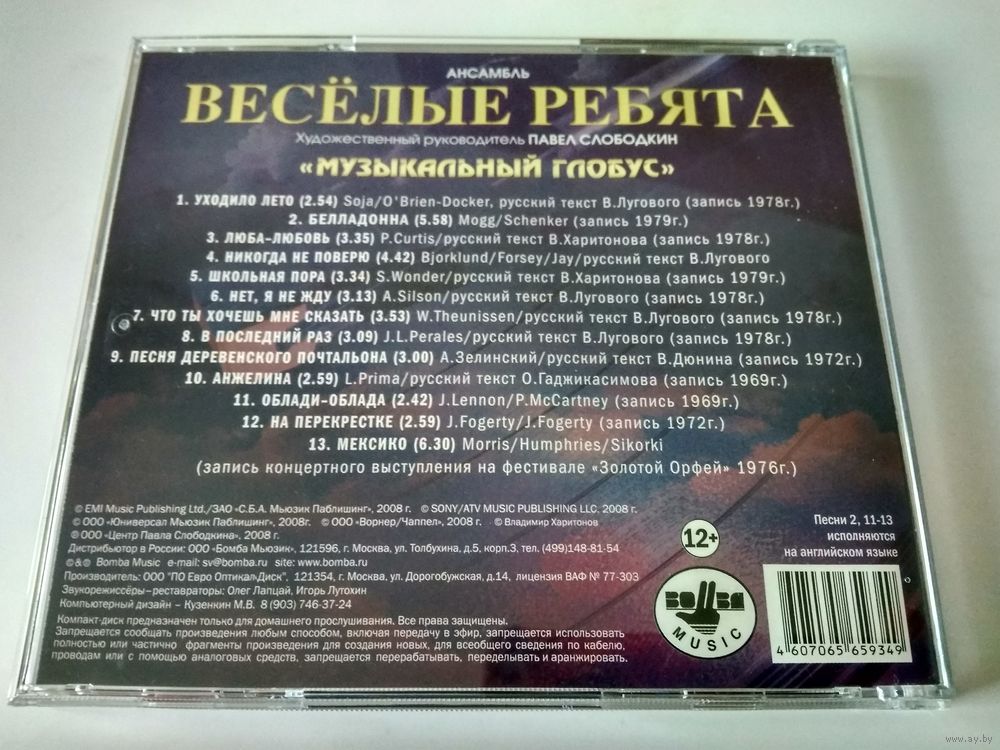 АНСАМБЛЬ
ВЕСЁЛЫЕ РЕБЯТА
Художественный руководитель ПАВЕЛ СЛОБОДКИН
«МУЗЫКАЛЬНЫЙ ГЛОБУС»
1. УХОДИЛО ЛЕТО (2.54) Soja/O'Brien-Docker, русский текст В.Лугового (запись 1978г.)
2. БЕЛЛАДОННА (5.58) Mogg/Schenker (запись 1979г.)
3. ЛЮБА-ЛЮБОВЬ (3.35) P.Curtis/русский текст В.Харитонова (запись 1978г.)
4. НИКОГДА НЕ ПОВЕРЮ (4.42) Bjorklund/Forsey/Jay/русский текст В.Лугового
5. ШКОЛЬНАЯ ПОРА (3.34) S.Wonder/русский текст В.Харитонова (запись 1979г.)
6. НЕТ, Я НЕ ЖДУ (3.13) A.Silson/русский текст В.Лугового (запись 1978г.)
7. ЧТО ТЫ ХОЧЕШЬ МНЕ СКАЗАТЬ (3.53) W.Theunissen/русский текст В.Лугового (запись 1978г.)
8. В ПОСЛЕДНИЙ РАЗ (3.09) J.L.Perales/русский текст В.Лугового (запись 1978г.)
9. ПЕСНЯ ДЕРЕВЕНСКОГО ПОЧТАЛЬОНА (3.00) А.Зелинский/русский текст В.Дюнина (запись 1972г.)
10. АНЖЕЛИНА (2.59) L.Prima/русский текст О.Гаджикасимова (запись 1969г.)
11. ОБЛАДИ-ОБЛАДА (2.42) J.Lennon/P.McCartney (запись 1969г.)
12. НА ПЕРЕКРЕСТКЕ (2.59) J.Fogerty/J.Fogerty (запись 1972г.)
13. МЕКСИКО (6.30) Morris/Humphries/Sikorki
(запись концертного выступления на фестивале «Золотой Орфей» 1976г.)
© EMI Music Publishing Ltd./ЗАО «С.Б.А. Мьюзик Паблишинг», 2008 г. © SONY/ATV MUSIC PUBLISHING LLC. 2008 г.
© ООО «Юниверсал Мьюзик Паблишинг», 2008г. © ООО «Ворнер/Чаппел», 2008 г. © Владимир Харитонов
℗ ООО «Центр Павла Слободкина», 2008 г.
Дистрибьютор в России: ООО «Бомба Мьюзик», 121596, г. Москва, ул. Толбухина, д.5, корп.3, тел. (499)148-81-54
©&℗ Bomba Music e-mail: sv@bomba.ru site: www.bomba.ru
Производитель: ООО "ПО Евро ОптикалДиск". 121354, г. Москва, ул. Дорогобужская, д.14, лицензия ВАФ № 77-303
Звукорежиссёры-реставраторы: Олег Лапцай, Игорь Лутохин
Компьютерный дизайн – Кузенкин М.В. 8 (903) 746-37-24
Компакт-диск предназначен только для домашнего прослушивания. Все права защищены.
Запрещается сообщать произведения любым способом, включая передачу в эфир, запрещается использовать
полностью или частично фрагменты произведения для создания новых, для всеобщего сведения по кабелю,
проводам или с помощью аналоговых средств, запрещается перерабатывать, переделывать и аранжировать.
12+
Песни 2, 11-13
исполняются
на английском языке
BOMBA
MUSIC
4 607065 659349
www.ay.by